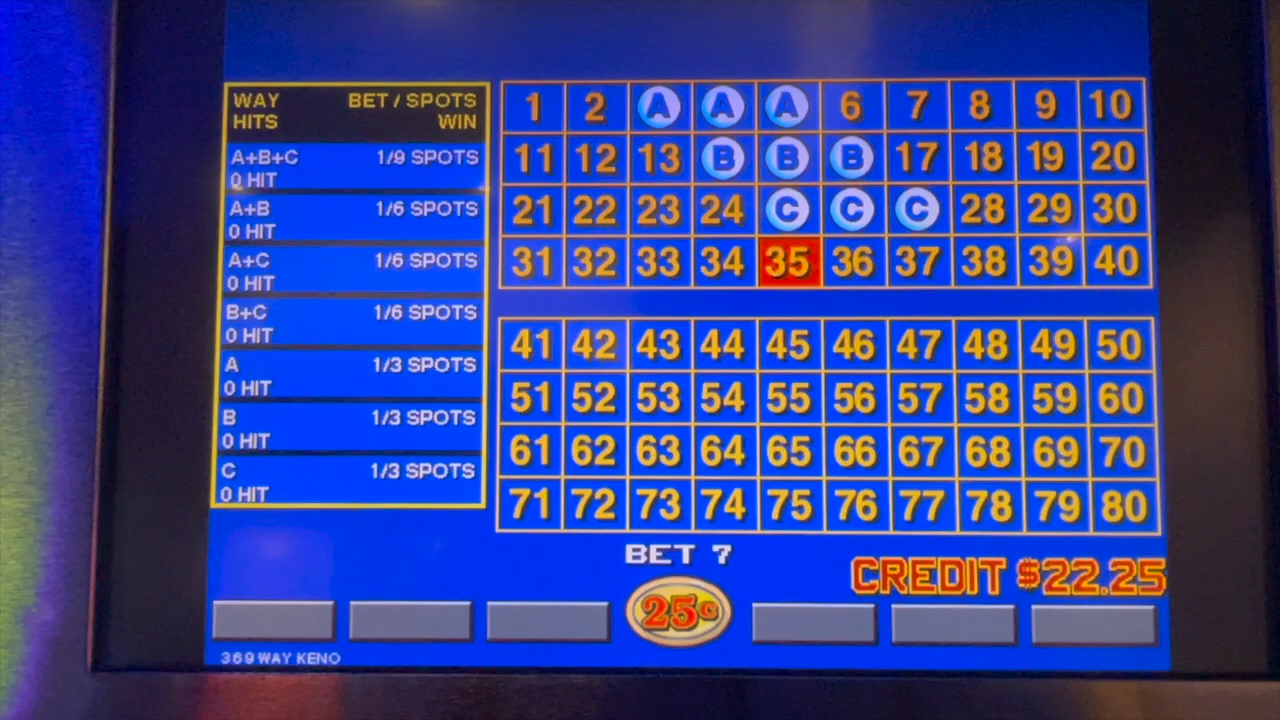 WAY BET / SPOTS
HITS WIN
A+B+C 1/9 SPOTS
0 HIT
A+B 1/6 SPOTS
0 HIT
A+C 1/6 SPOTS
0 HIT
B+C 1/6 SPOTS
0 HIT
A 1/3 SPOTS
0 HIT
B 1/3 SPOTS
0 HIT
C 1/3 SPOTS
0 HIT
1 2 A A A 6 7 8 9 10
11 12 13 B B B 17 18 19 20
21 22 23 24 C C C 28 29 30
31 32 33 34 35 36 37 38 39 40
41 42 43 44 45 46 47 48 49 50
51 52 53 54 55 56 57 58 59 60
61 62 63 64 65 66 67 68 69 70
71 72 73 74 75 76 77 78 79 80
BET 7
CREDIT $22.25
25¢
369 WAY KENO